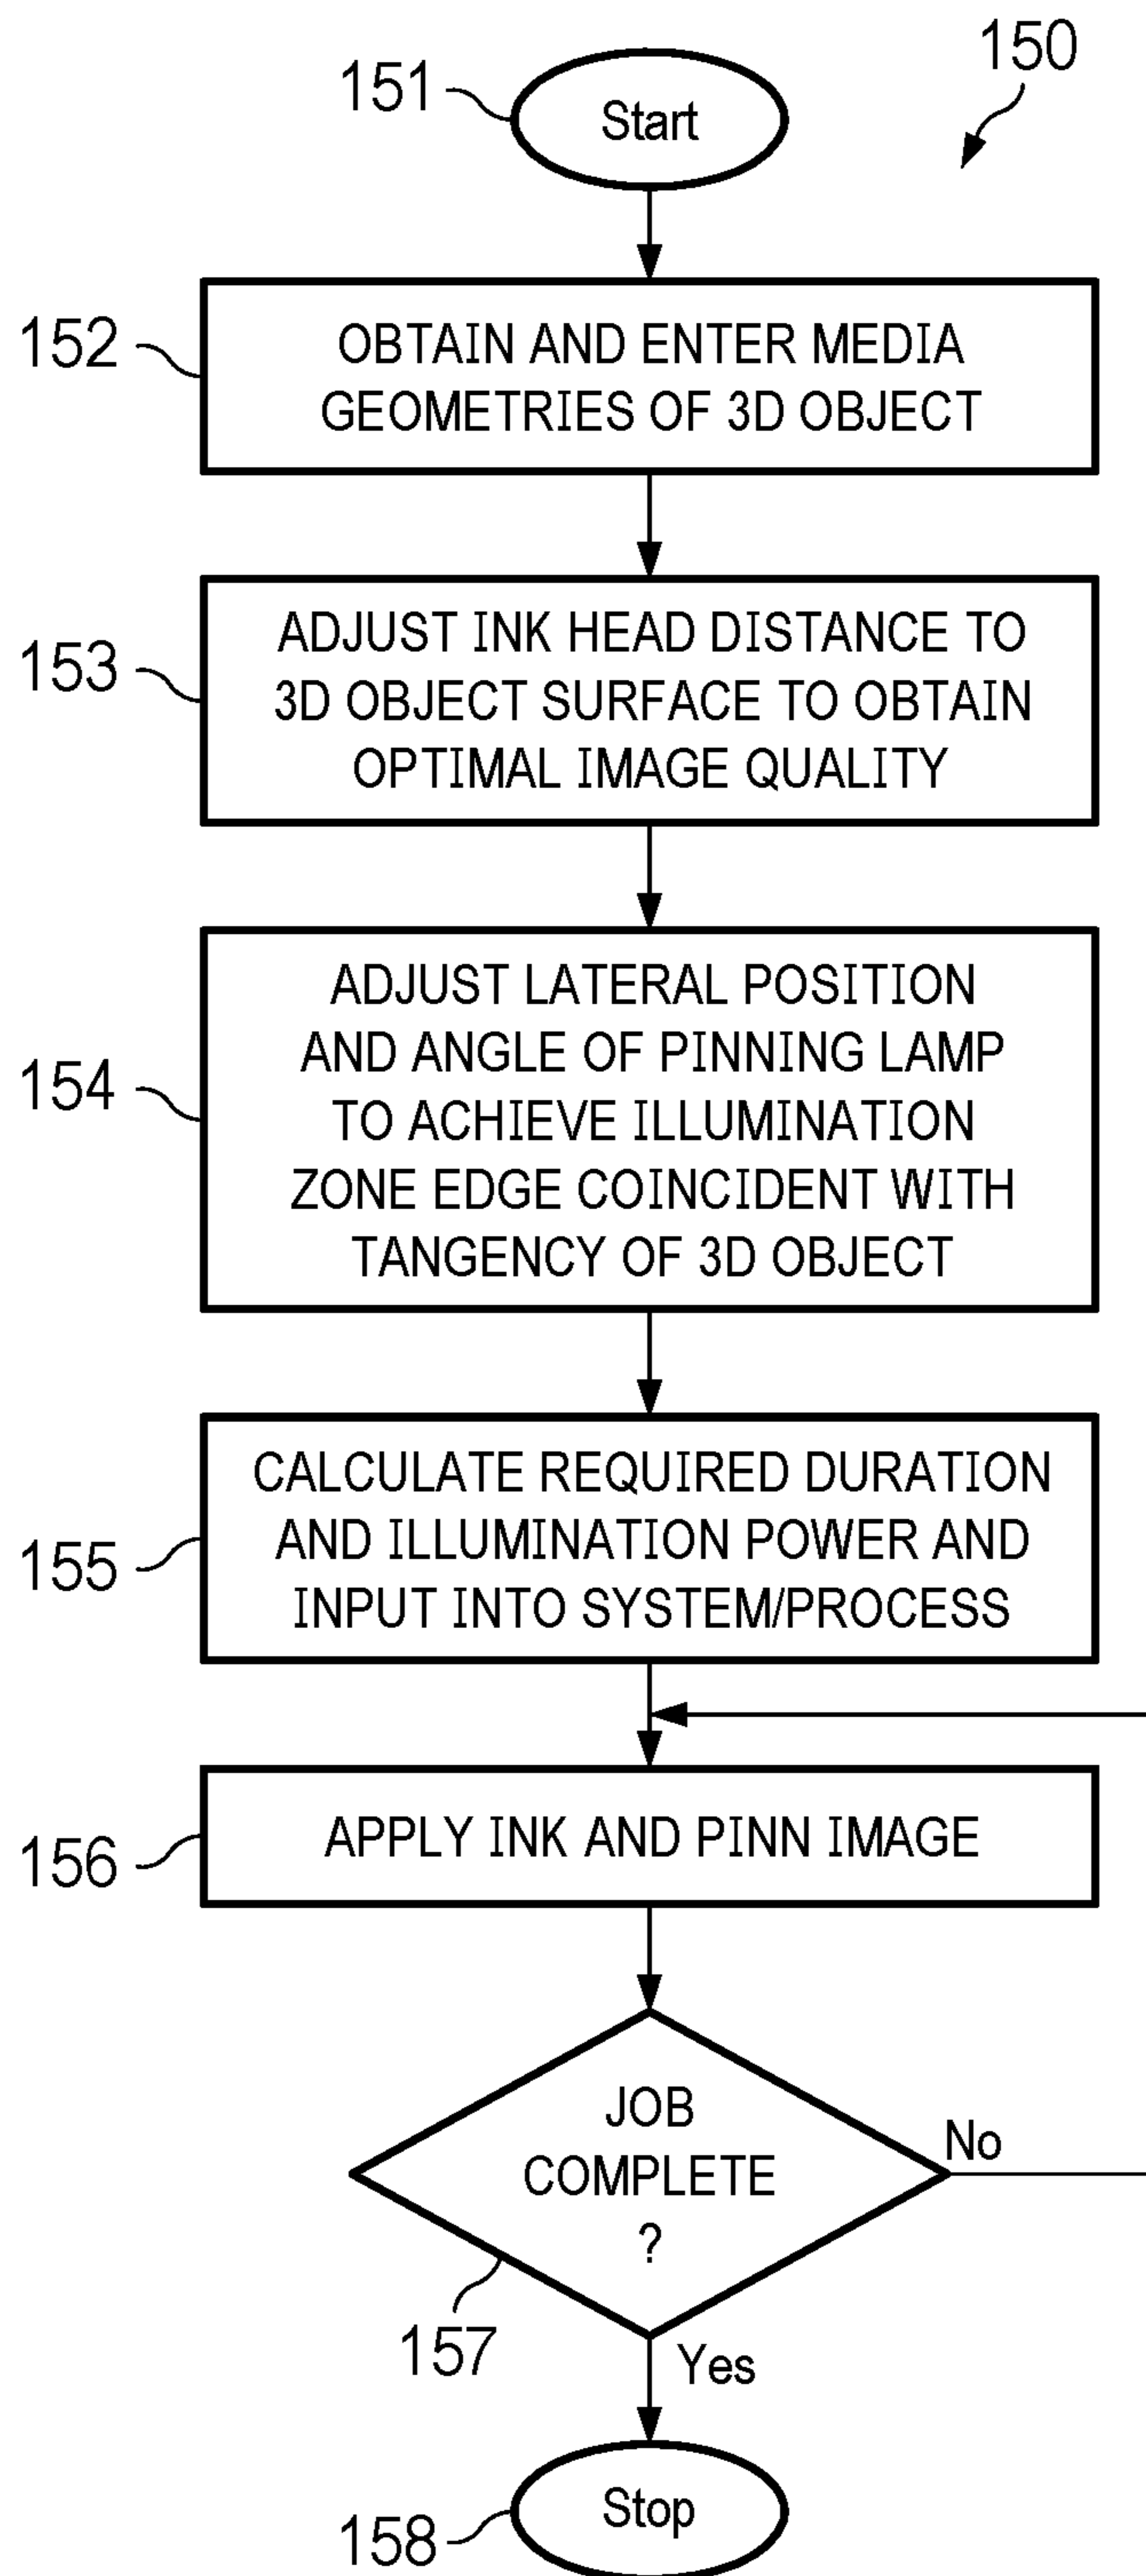 150
151
Start
152
OBTAIN AND ENTER MEDIA
GEOMETRIES OF 3D OBJECT
153
ADJUST INK HEAD DISTANCE TO
3D OBJECT SURFACE TO OBTAIN
OPTIMAL IMAGE QUALITY
154
ADJUST LATERAL POSITION
AND ANGLE OF PINNING LAMP
TO ACHIEVE ILLUMINATION
ZONE EDGE COINCIDENT WITH
TANGENCY OF 3D OBJECT
155
CALCULATE REQUIRED DURATION
AND ILLUMINATION POWER AND
INPUT INTO SYSTEM/PROCESS
156
APPLY INK AND PINN IMAGE
JOB
COMPLETE
?
No
157
Yes
158
Stop